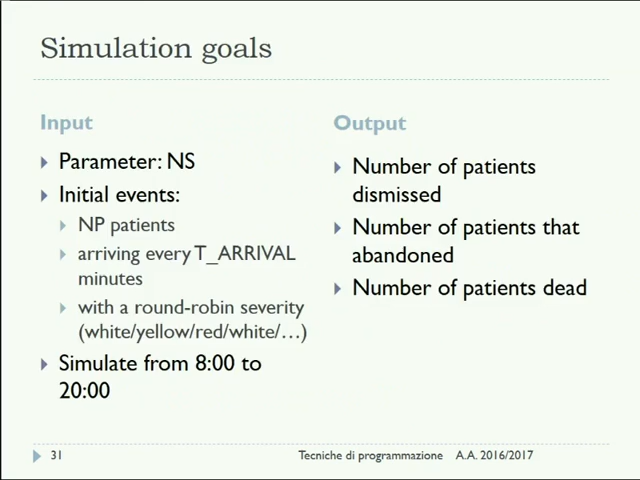 Simulation goals
Input
Parameter: NS
Initial events:
NP patients
arriving every T_ARRIVAL
minutes
with a round-robin severity
(white/yellow/red/white/…)
Simulate from 8:00 to
20:00
Output
Number of patients
dismissed
Number of patients that
abandoned
Number of patients dead
31
Tecniche di programmazione A.A. 2016/2017